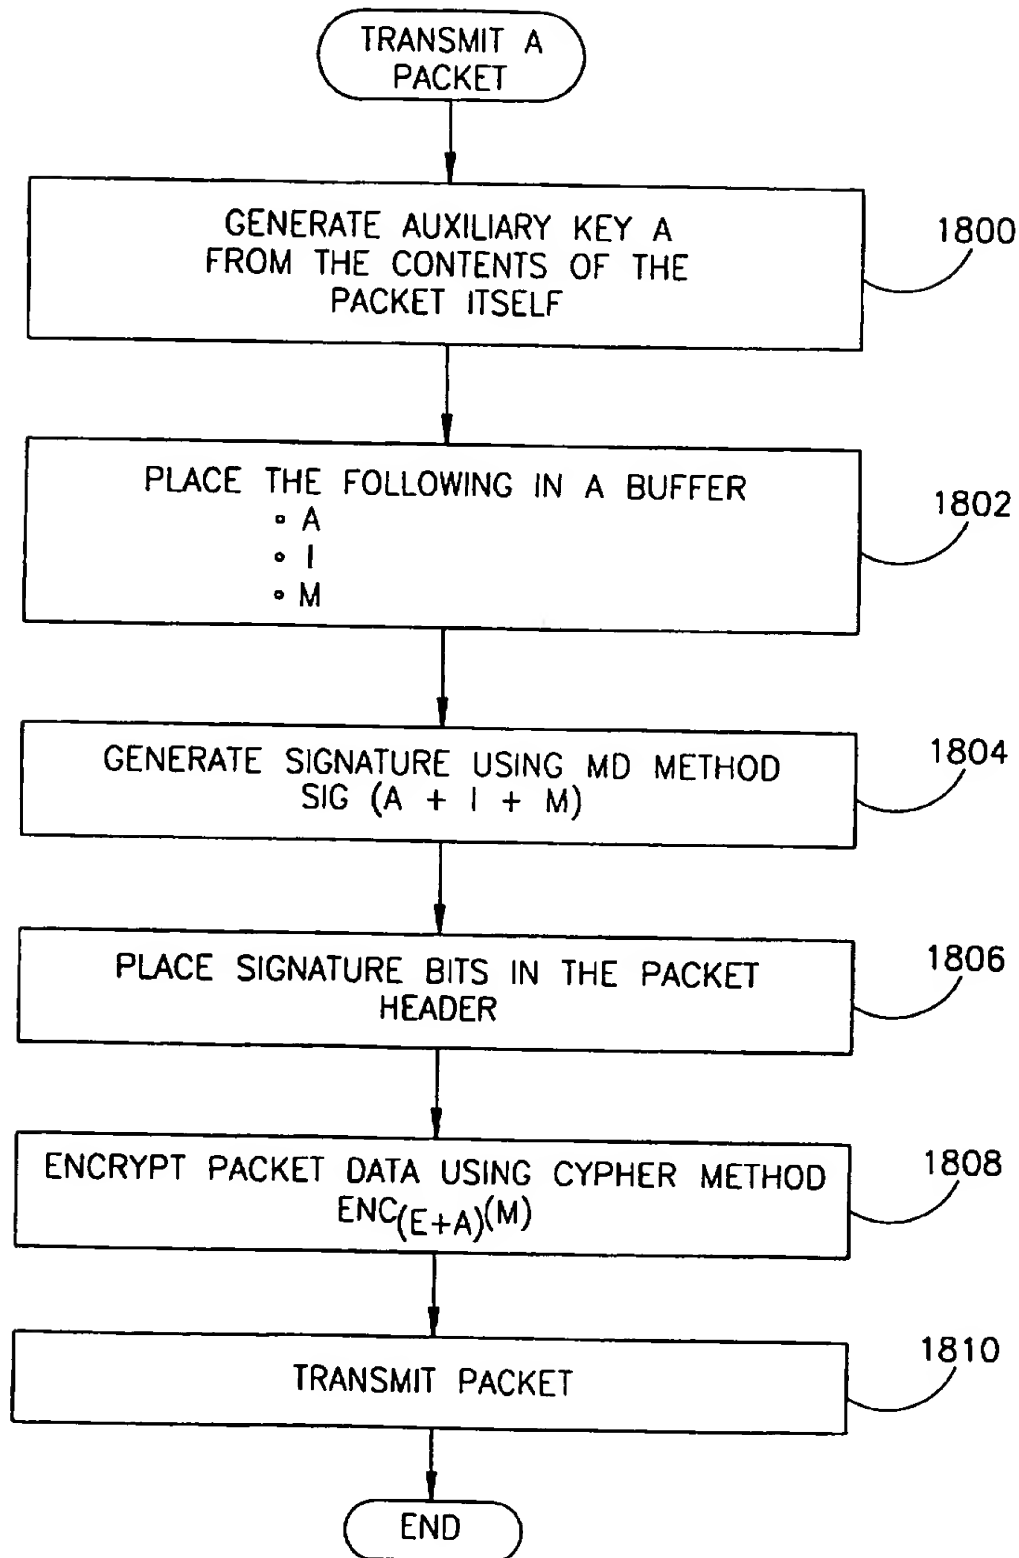 TRANSMIT A
PACKET
GENERATE AUXILIARY KEY A
FROM THE CONTENTS OF THE
PACKET ITSELF
1800
PLACE THE FOLLOWING IN A BUFFER
∘ A
∘ I
∘ M
1802
GENERATE SIGNATURE USING MD METHOD
SIG (A + I + M)
1804
PLACE SIGNATURE BITS IN THE PACKET
HEADER
1806
ENCRYPT PACKET DATA USING CYPHER METHOD
ENC(E+A)(M)
1808
TRANSMIT PACKET
1810
END